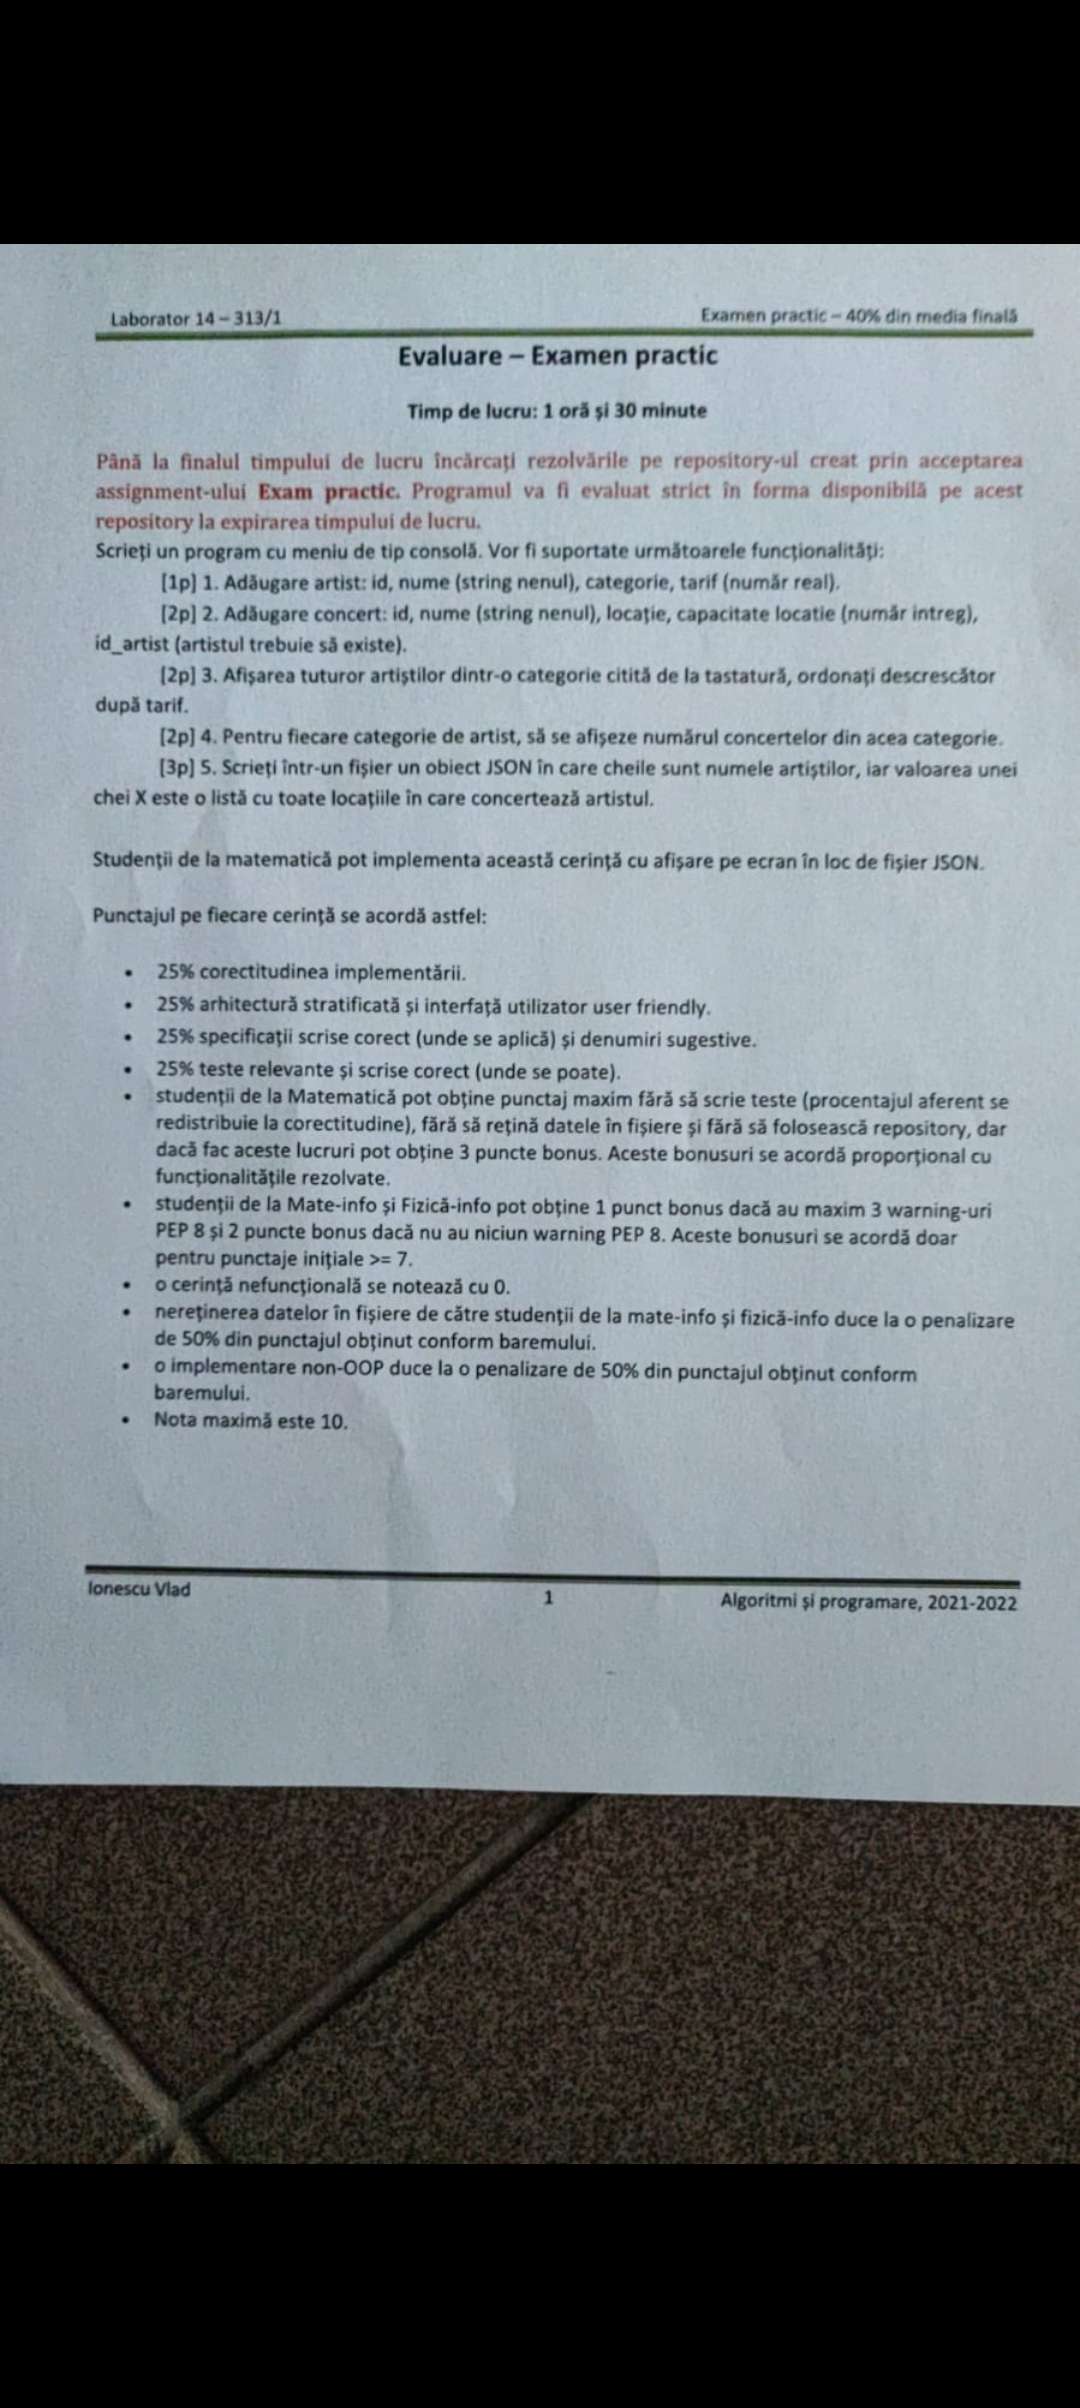 Laborator 14 – 313/1
Examen practic – 40% din media finală
Evaluare – Examen practic
Timp de lucru: 1 oră și 30 minute
Până la finalul timpului de lucru încărcați rezolvările pe repository-ul creat prin acceptarea
assignment-ului Exam practic. Programul va fi evaluat strict în forma disponibilă pe acest
repository la expirarea timpului de lucru.
Scrieți un program cu meniu de tip consolă. Vor fi suportate următoarele funcționalități:
[1p] 1. Adăugare artist: id, nume (string nenul), categorie, tarif (număr real).
[2p] 2. Adăugare concert: id, nume (string nenul), locație, capacitate locatie (număr intreg),
id_artist (artistul trebuie să existe).
[2p] 3. Afișarea tuturor artiștilor dintr-o categorie citită de la tastatură, ordonați descrescător
după tarif.
[2p] 4. Pentru fiecare categorie de artist, să se afișeze numărul concertelor din acea categorie.
[3p] 5. Scrieți într-un fișier un obiect JSON în care cheile sunt numele artiștilor, iar valoarea unei
chei X este o listă cu toate locațiile în care concertează artistul.
Studenții de la matematică pot implementa această cerință cu afișare pe ecran în loc de fișier JSON.
Punctajul pe fiecare cerință se acordă astfel:
• 25% corectitudinea implementării.
• 25% arhitectură stratificată și interfață utilizator user friendly.
• 25% specificații scrise corect (unde se aplică) și denumiri sugestive.
• 25% teste relevante și scrise corect (unde se poate).
• studenții de la Matematică pot obține punctaj maxim fără să scrie teste (procentajul aferent se
redistribuie la corectitudine), fără să rețină datele în fișiere și fără să folosească repository, dar
dacă fac aceste lucruri pot obține 3 puncte bonus. Aceste bonusuri se acordă proporțional cu
funcționalitățile rezolvate.
• studenții de la Mate-info și Fizică-info pot obține 1 punct bonus dacă au maxim 3 warning-uri
PEP 8 și 2 puncte bonus dacă nu au niciun warning PEP 8. Aceste bonusuri se acordă doar
pentru punctaje inițiale >= 7.
• o cerință nefuncțională se notează cu 0.
• nereținerea datelor în fișiere de către studenții de la mate-info și fizică-info duce la o penalizare
de 50% din punctajul obținut conform baremului.
• o implementare non-OOP duce la o penalizare de 50% din punctajul obținut conform
baremului.
• Nota maximă este 10.
Ionescu Vlad
1
Algoritmi și programare, 2021-2022